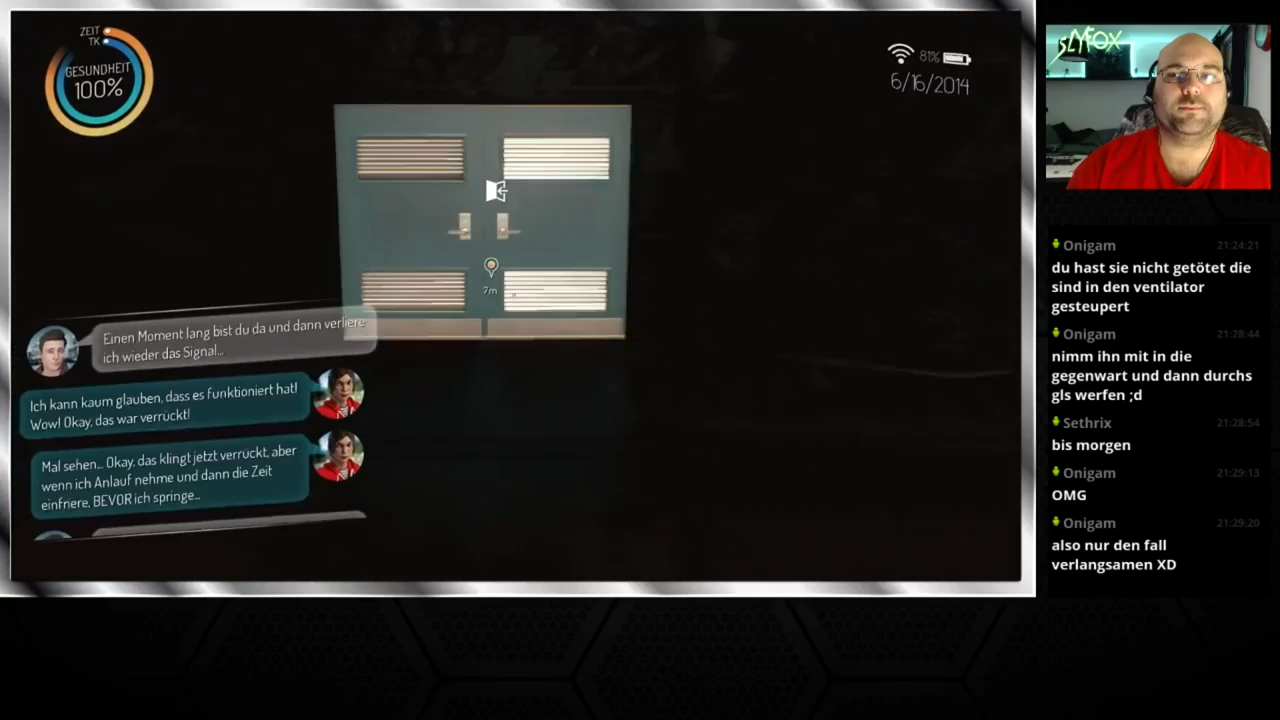 ZEIT
TK
GESUNDHEIT
100%
81%
6/16/2014
7m
Einen Moment lang bist du da und dann verliere
ich wieder das Signal...
Ich kann kaum glauben, dass es funktioniert hat!
Wow! Okay, das war verrückt!
Mal sehen... Okay, das klingt jetzt verrückt, aber
wenn ich Anlauf nehme und dann die Zeit
einfriere, BEVOR ich springe...
SLYFOX
Onigam 21:24:21
du hast sie nicht getötet die
sind in den ventilator
gesteupert
Onigam 21:28:44
nimm ihn mit in die
gegenwart und dann durchs
gls werfen ;d
Sethrix 21:28:54
bis morgen
Onigam 21:29:13
OMG
Onigam 21:29:20
also nur den fall
verlangsamen XD